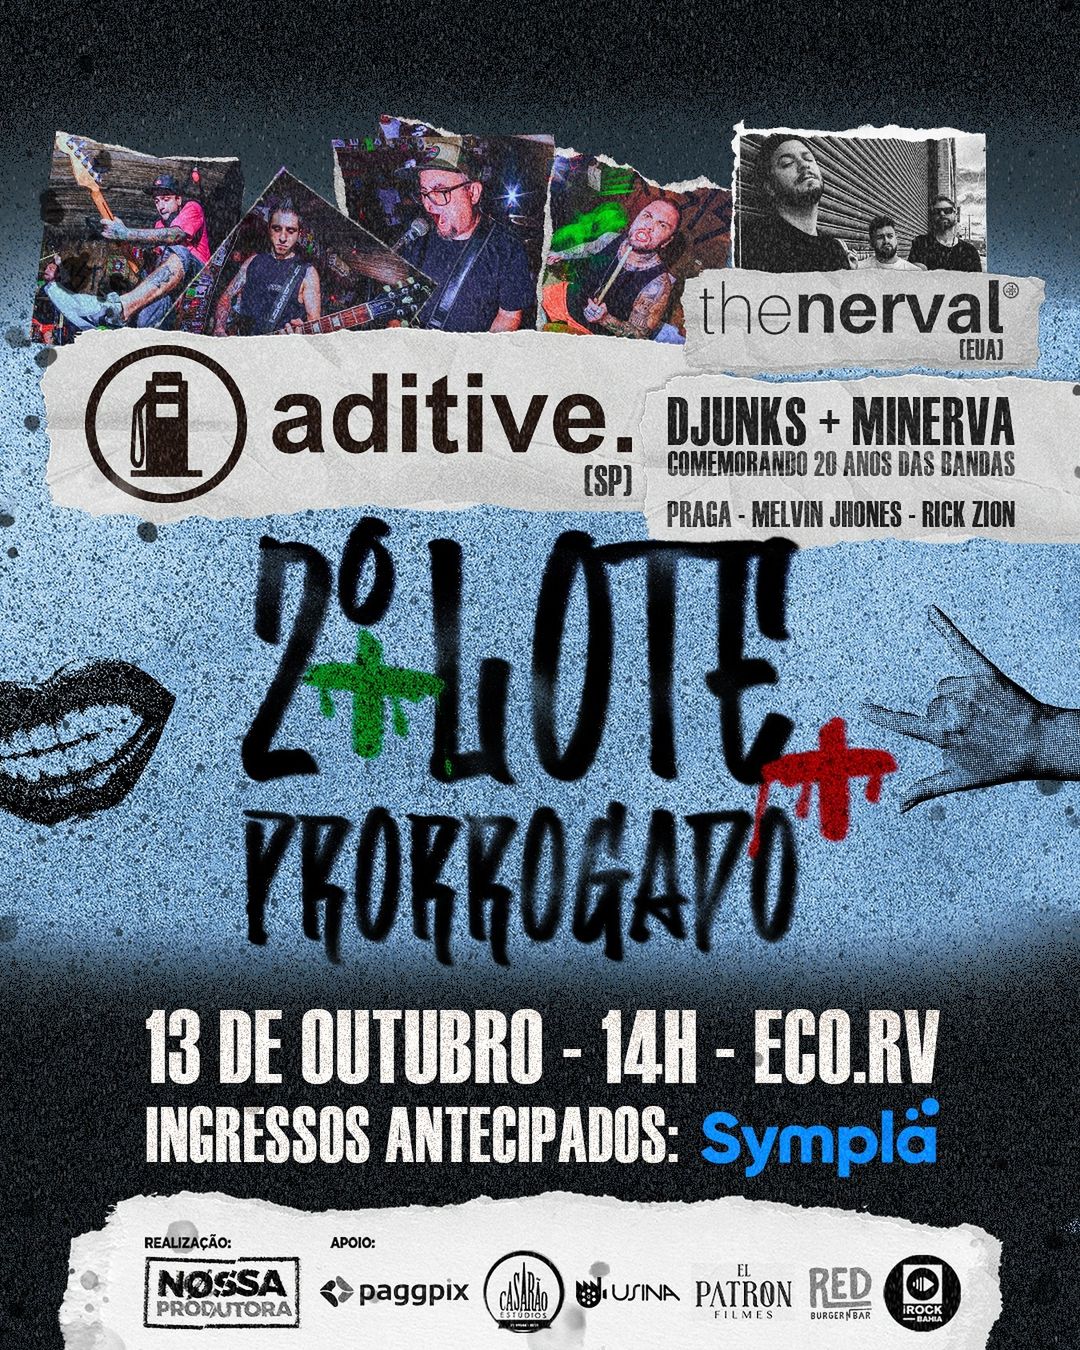 thenerval®
(EUA)
aditive.
(SP)
DJUNKS + MINERVA
COMEMORANDO 20 ANOS DAS BANDAS
PRAGA - MELVIN JHONES - RICK ZION
2º LOTE
PRORROGADO
13 DE OUTUBRO - 14H - ECO.RV
INGRESSOS ANTECIPADOS: Sympla
REALIZAÇÃO:
NØSSA
PRODUTORA
APOIO:
paggpix
CASARÃO
ESTÚDIOS
USINA
EL
PATRON
FILMES
RED
BURGER N' BAR
iROCK
BAHIA